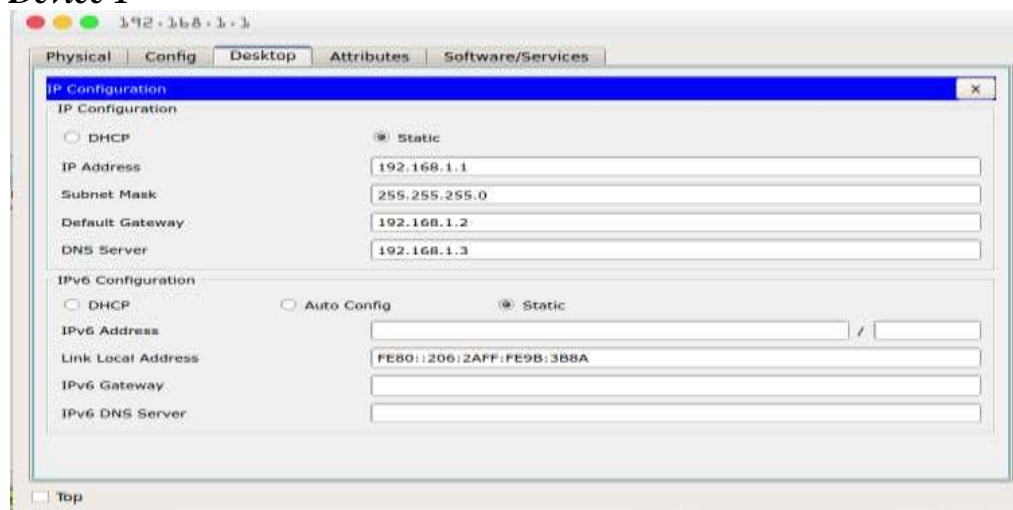 Device 1
192.168.1.1
Physical Config Desktop Attributes Software/Services
IP Configuration X
IP Configuration
DHCP Static
IP Address 192.168.1.1
Subnet Mask 255.255.255.0
Default Gateway 192.168.1.2
DNS Server 192.168.1.3
IPv6 Configuration
DHCP Auto Config Static
IPv6 Address /
Link Local Address FE80::206:2AFF:FE9B:3B8A
IPv6 Gateway
IPv6 DNS Server
Top